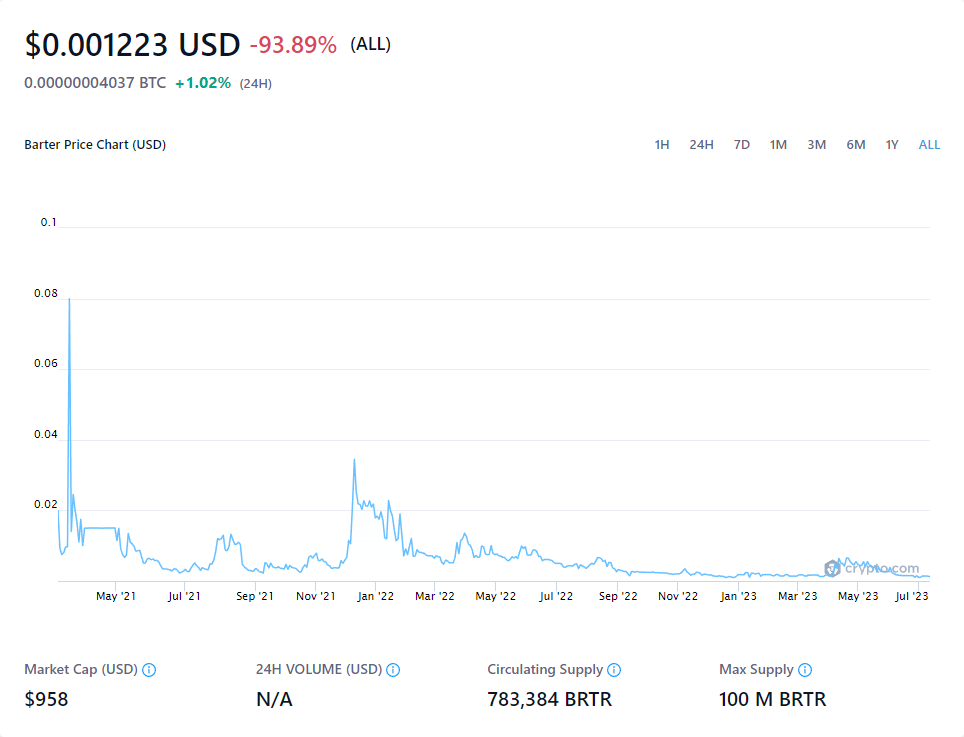 $0.001223 USD -93.89% (ALL)
0.00000004037 BTC +1.02% (24H)
Barter Price Chart (USD) 1H 24H 7D 1M 3M 6M 1Y ALL
0.1
0.08
0.06
0.04
0.02
crypto.com
May '21 Jul '21 Sep '21 Nov '21 Jan '22 Mar '22 May '22 Jul '22 Sep '22 Nov '22 Jan '23 Mar '23 May '23 Jul '23
Market Cap (USD) 24H VOLUME (USD) Circulating Supply Max Supply
$958 N/A 783,384 BRTR 100 M BRTR